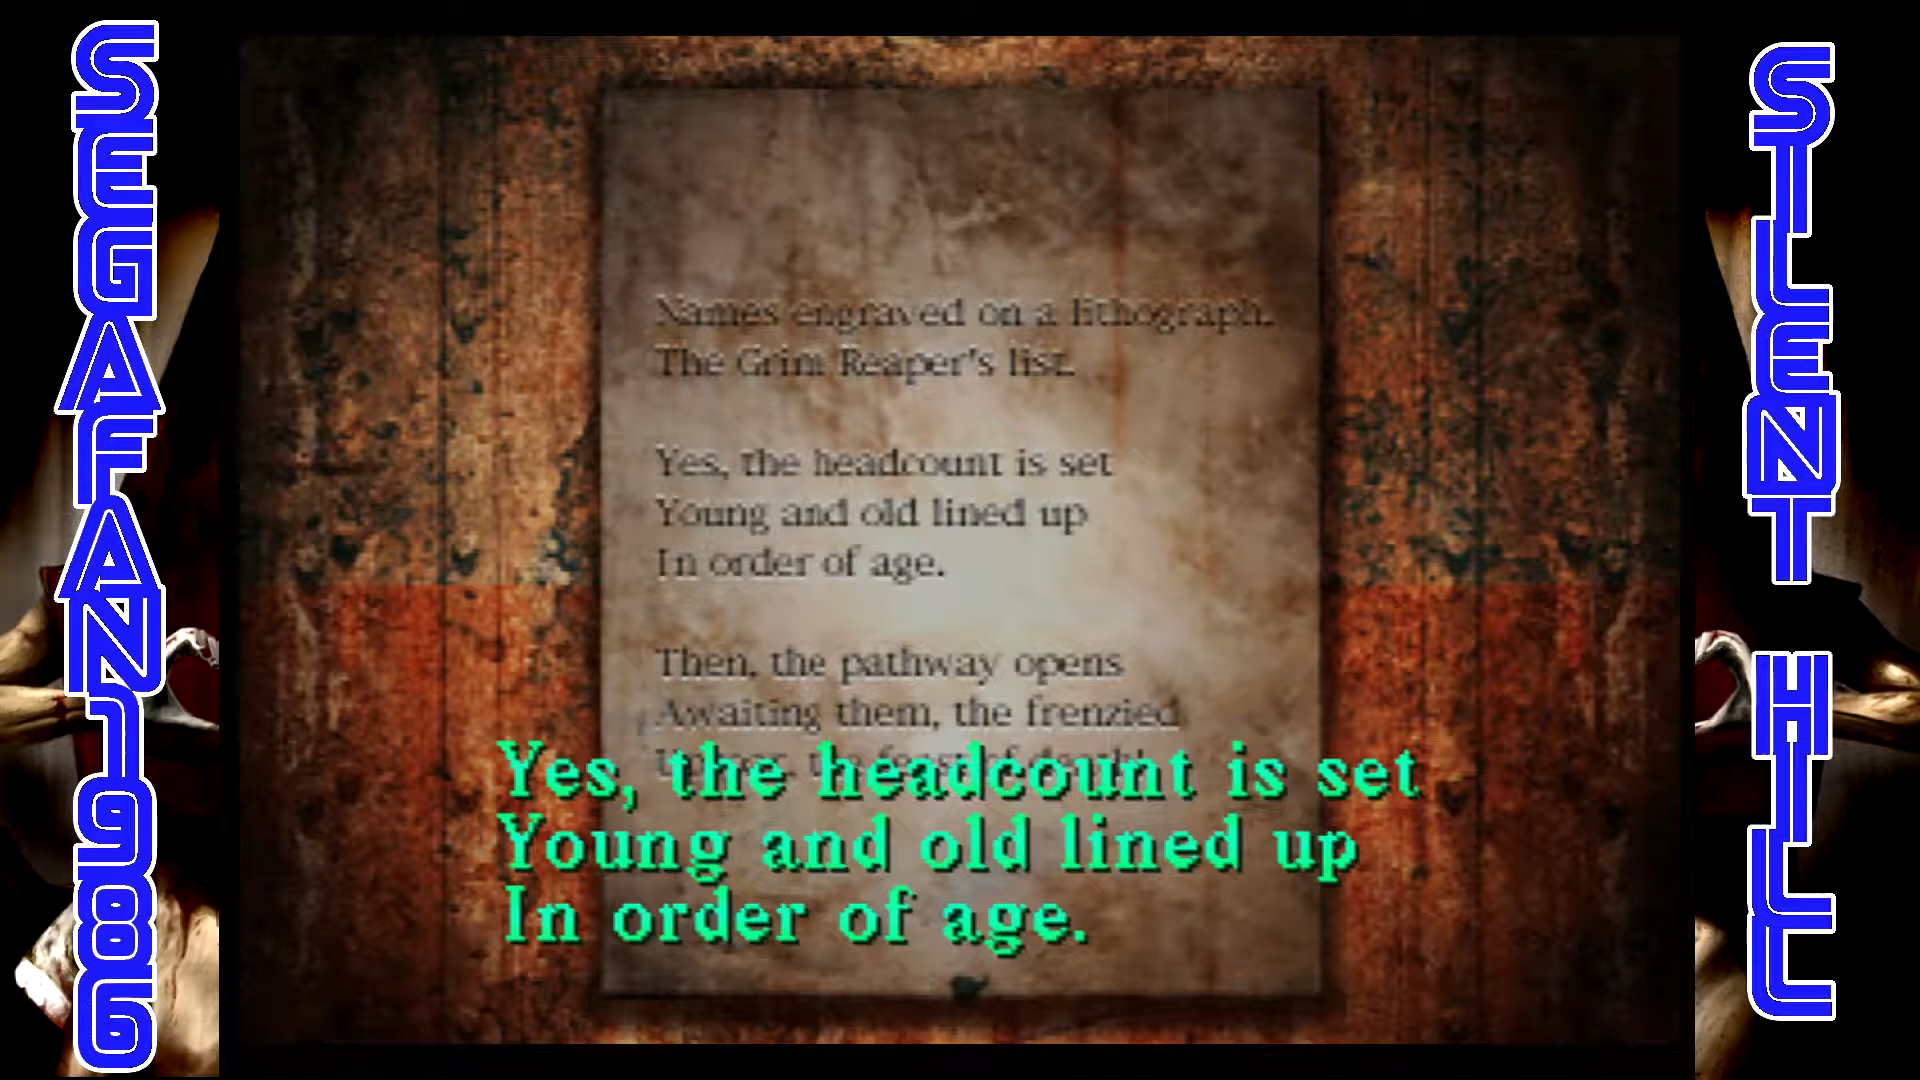 SEGAFAN1986
Names engraved on a lithograph.
The Grim Reaper's list.
Yes, the headcount is set
Young and old lined up
In order of age.
Then, the pathway opens
Awaiting them, the frenzied
Yes, the headcount is set
Young and old lined up
In order of age.
SILENT HILL